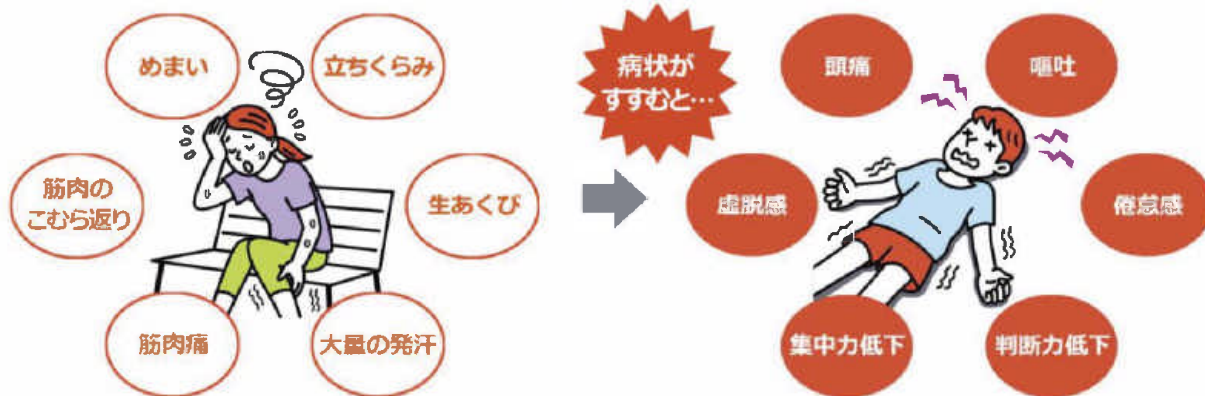 めまい
立ちくらみ
筋肉の
こむら返り
生あくび
筋肉痛
大量の発汗
病状が
すすむと…
頭痛
嘔吐
虚脱感
倦怠感
集中力低下
判断力低下